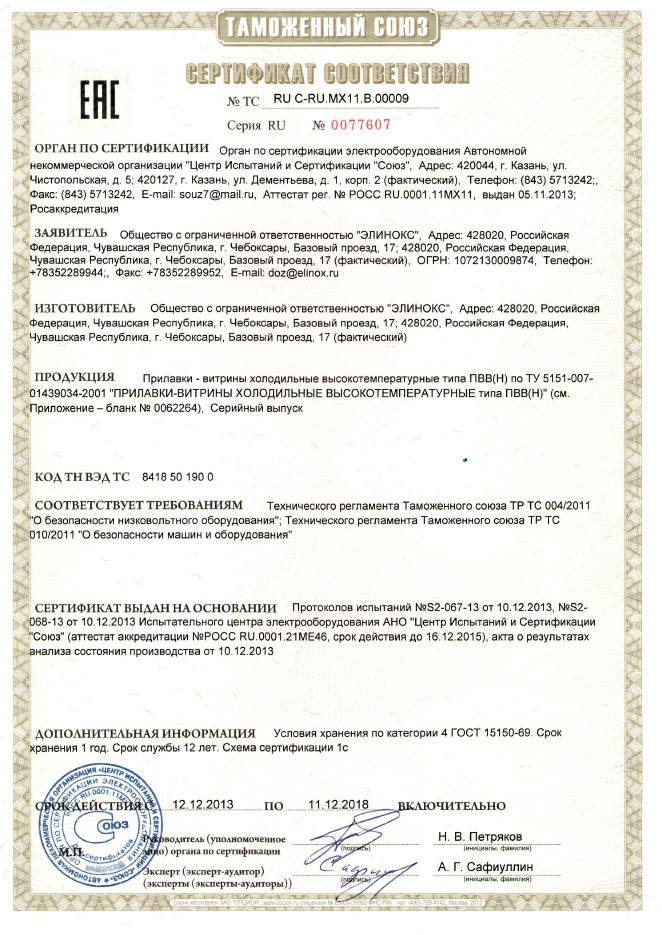 ТАМОЖЕННЫЙ СОЮЗ
СЕРТИФИКАТ СООТВЕТСТВИЯ
ЕАС
№ ТС RU C-RU.MX11.B.00009
Серия RU № 0077607
ОРГАН ПО СЕРТИФИКАЦИИ Орган по сертификации электрооборудования Автономной
некоммерческой организации "Центр Испытаний и Сертификации "Союз", Адрес: 420044, г. Казань, ул.
Чистопольская, д. 5; 420127, г. Казань, ул. Дементьева, д. 1, корп. 2 (фактический), Телефон: (843) 5713242;,
Факс: (843) 5713242, E-mail: souz7@mail.ru, Аттестат рег. № РОСС RU.0001.11МХ11, выдан 05.11.2013;
Росаккредитация
ЗАЯВИТЕЛЬ Общество с ограниченной ответственностью "ЭЛИНОКС", Адрес: 428020, Российская
Федерация, Чувашская Республика, г. Чебоксары, Базовый проезд, 17; 428020, Российская Федерация,
Чувашская Республика, г. Чебоксары, Базовый проезд, 17 (фактический), ОГРН: 1072130009874, Телефон:
+78352289944;, Факс: +78352289952, E-mail: doz@elinox.ru
ИЗГОТОВИТЕЛЬ Общество с ограниченной ответственностью "ЭЛИНОКС", Адрес: 428020, Российская
Федерация, Чувашская Республика, г. Чебоксары, Базовый проезд, 17; 428020, Российская Федерация,
Чувашская Республика, г. Чебоксары, Базовый проезд, 17 (фактический)
ПРОДУКЦИЯ Прилавки - витрины холодильные высокотемпературные типа ПВВ(Н) по ТУ 5151-007-
01439034-2001 "ПРИЛАВКИ-ВИТРИНЫ ХОЛОДИЛЬНЫЕ ВЫСОКОТЕМПЕРАТУРНЫЕ типа ПВВ(Н)" (см.
Приложение – бланк № 0062264), Серийный выпуск
КОД ТН ВЭД ТС 8418 50 190 0
СООТВЕТСТВУЕТ ТРЕБОВАНИЯМ Технического регламента Таможенного союза ТР ТС 004/2011
"О безопасности низковольтного оборудования"; Технического регламента Таможенного союза ТР ТС
010/2011 "О безопасности машин и оборудования"
СЕРТИФИКАТ ВЫДАН НА ОСНОВАНИИ Протоколов испытаний №S2-067-13 от 10.12.2013, №S2-
068-13 от 10.12.2013 Испытательного центра электрооборудования АНО "Центр Испытаний и Сертификации
"Союз" (аттестат аккредитации №РОСС RU.0001.21МЕ46, срок действия до 16.12.2015), акта о результатах
анализа состояния производства от 10.12.2013
ДОПОЛНИТЕЛЬНАЯ ИНФОРМАЦИЯ Условия хранения по категории 4 ГОСТ 15150-69. Срок
хранения 1 год. Срок службы 12 лет. Схема сертификации 1с
СРОК ДЕЙСТВИЯ С 12.12.2013 ПО 11.12.2018 ВКЛЮЧИТЕЛЬНО
М.П.
Союз
Руководитель (уполномоченное
лицо) органа по сертификации
(подпись)
Н. В. Петряков
(инициалы, фамилия)
Эксперт (эксперт-аудитор)
(эксперты (эксперты-аудиторы))
(подпись)
А. Г. Сафиуллин
(инициалы, фамилия)